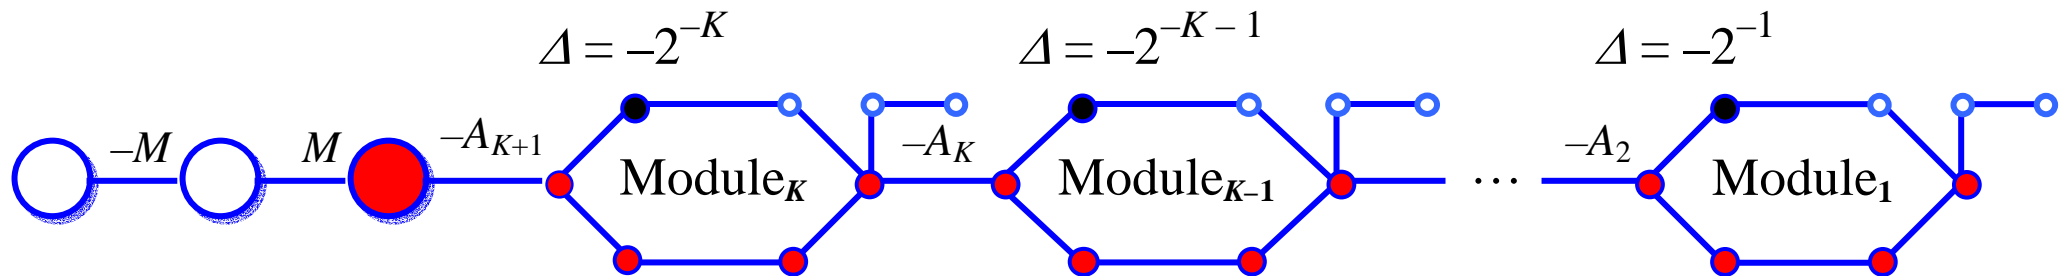 Δ = –2^{–K} Δ = –2^{–K – 1} Δ = –2^{–1}
–M M –A_{K+1} –A_K –A_2
Module_K Module_{K–1} ⋯ Module_1